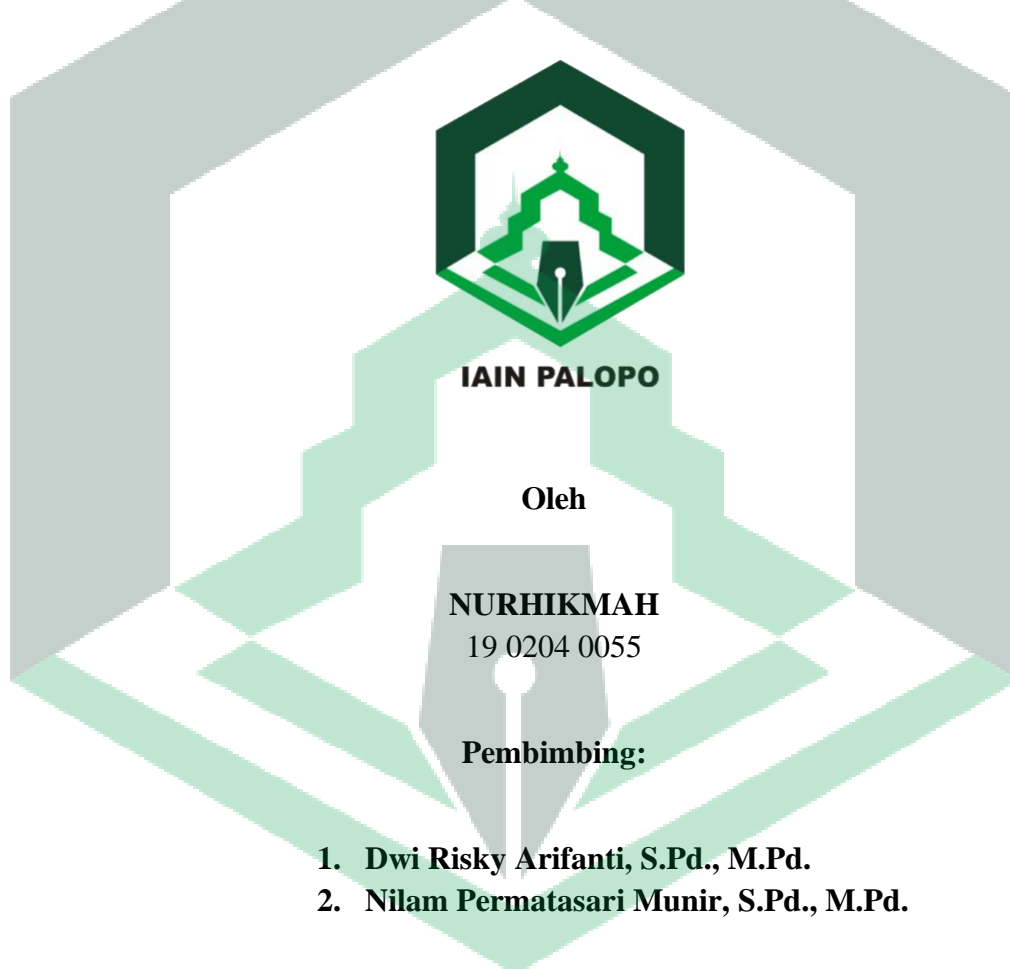 IAIN PALOPO
Oleh
NURHIKMAH
19 0204 0055
Pembimbing:
1. Dwi Risky Arifanti, S.Pd., M.Pd.
2. Nilam Permatasari Munir, S.Pd., M.Pd.